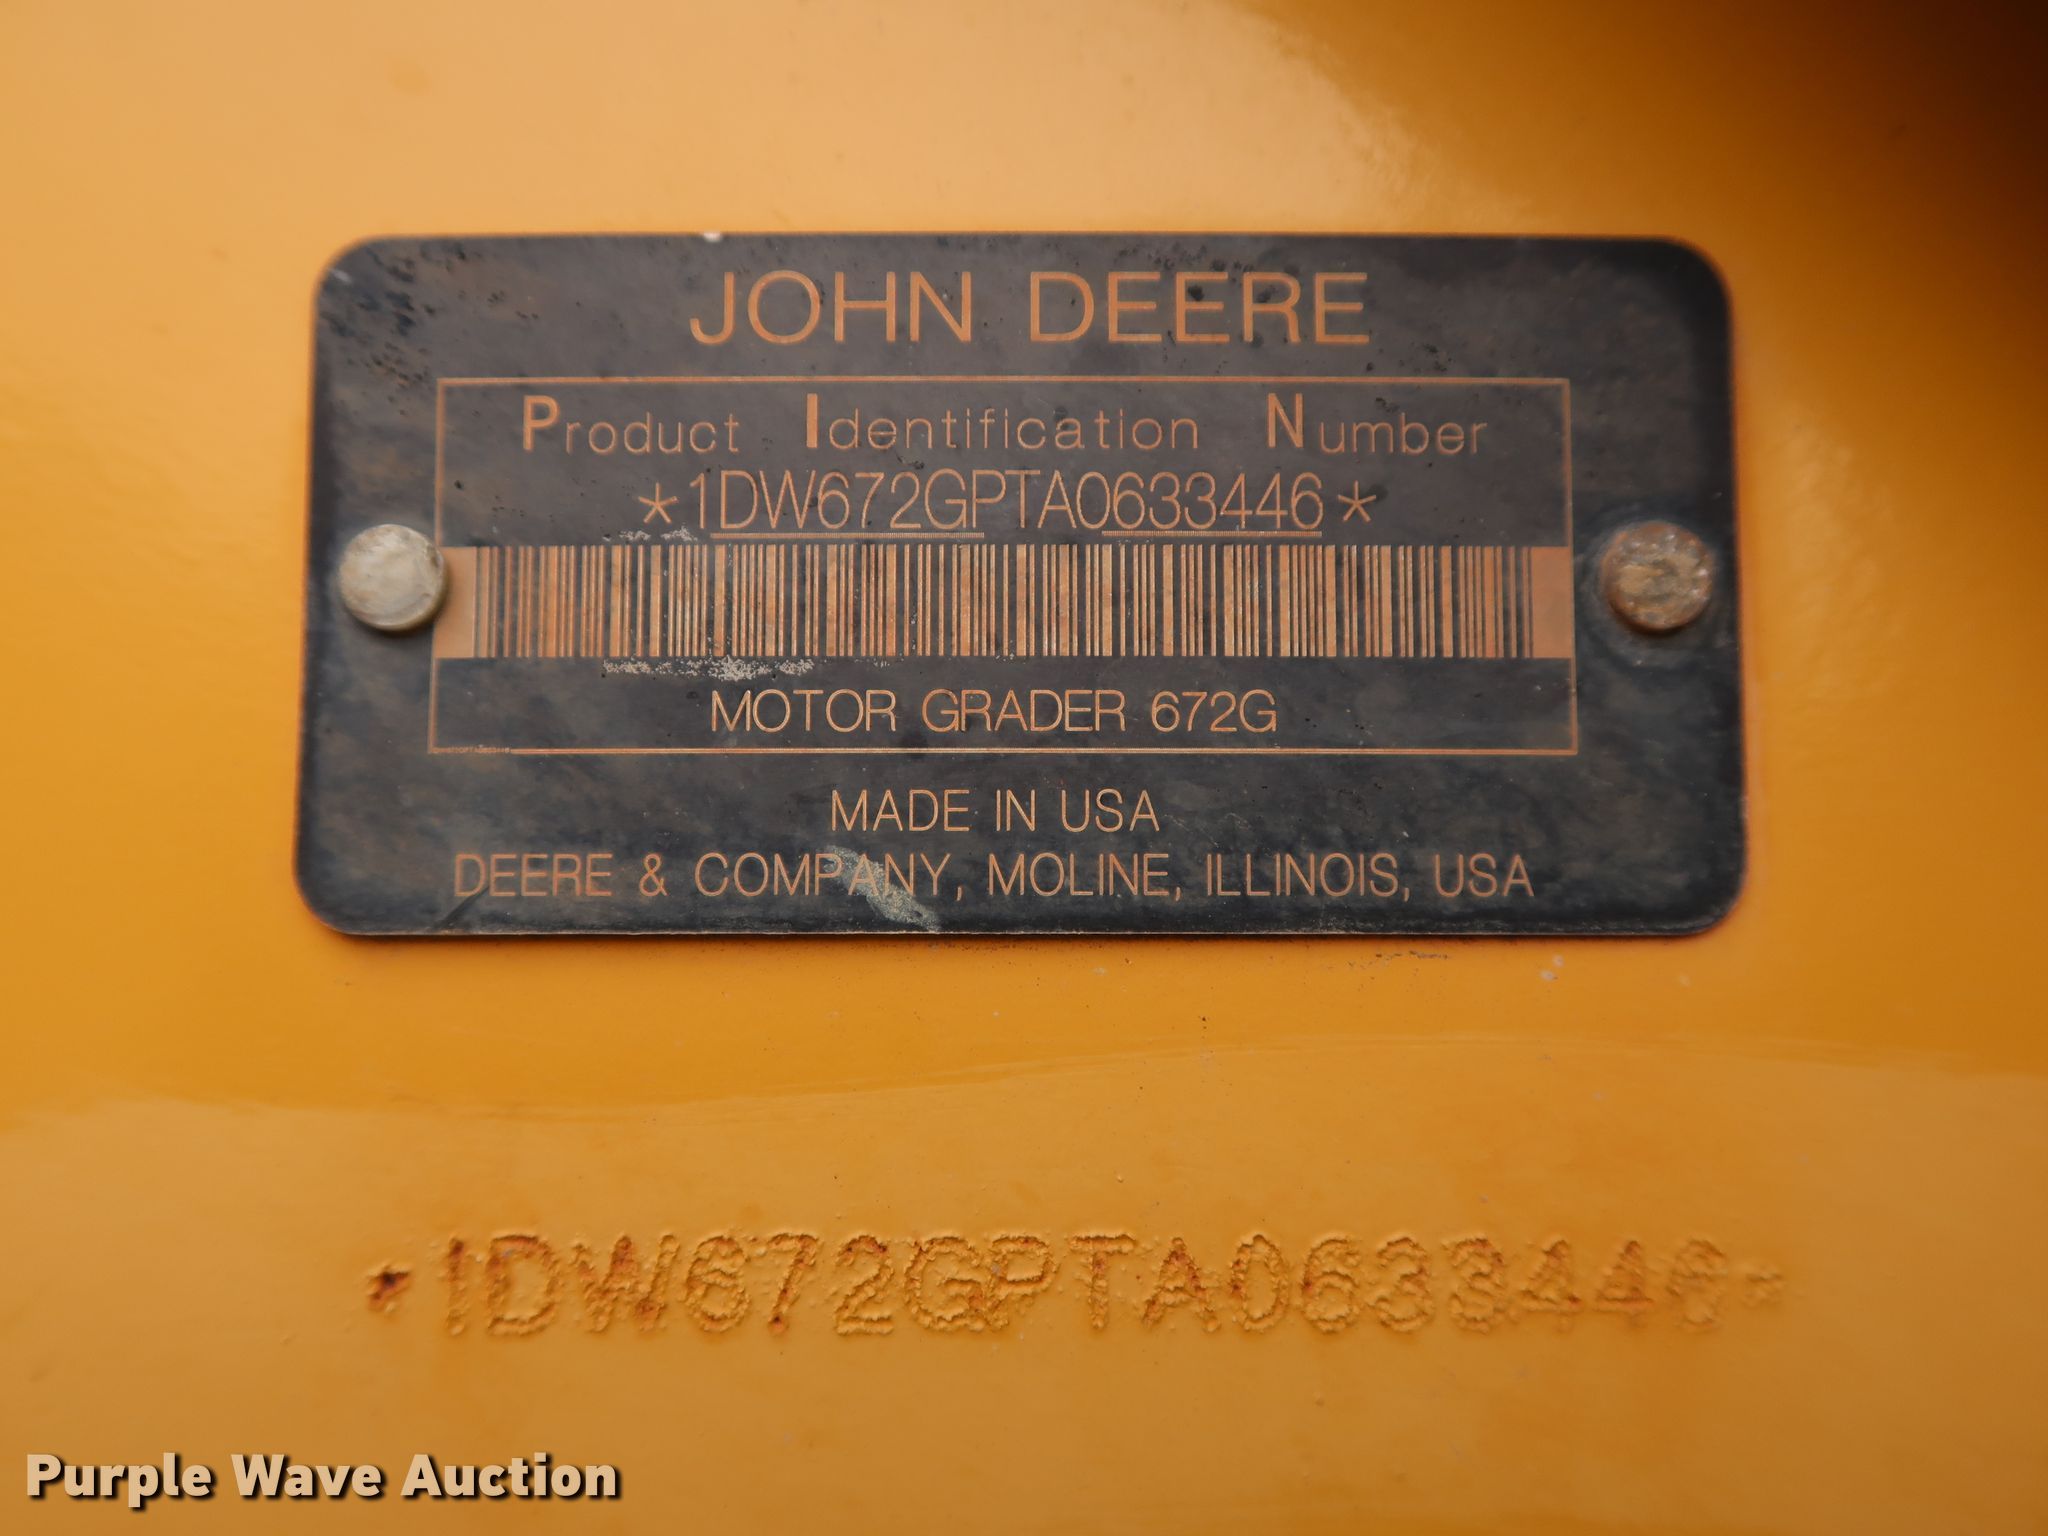 JOHN DEERE
Product Identification Number
*1DW672GPTA0633446*
MOTOR GRADER 672G
1DW672GPTA0633446
MADE IN USA
DEERE & COMPANY, MOLINE, ILLINOIS, USA
*1DW672GPTA0633446*
Purple Wave Auction